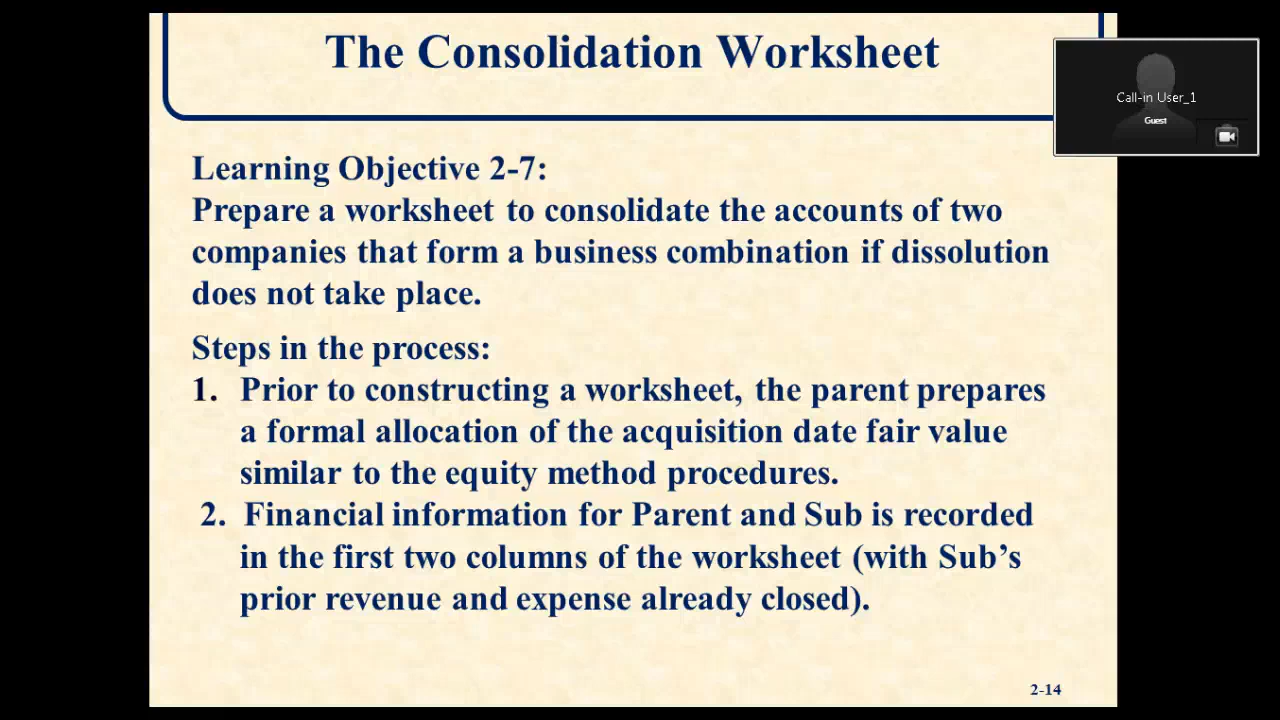 The Consolidation Worksheet
Call-in User_1
Guest
Learning Objective 2-7:
Prepare a worksheet to consolidate the accounts of two
companies that form a business combination if dissolution
does not take place.
Steps in the process:
1. Prior to constructing a worksheet, the parent prepares
a formal allocation of the acquisition date fair value
similar to the equity method procedures.
2. Financial information for Parent and Sub is recorded
in the first two columns of the worksheet (with Sub’s
prior revenue and expense already closed).
2-14